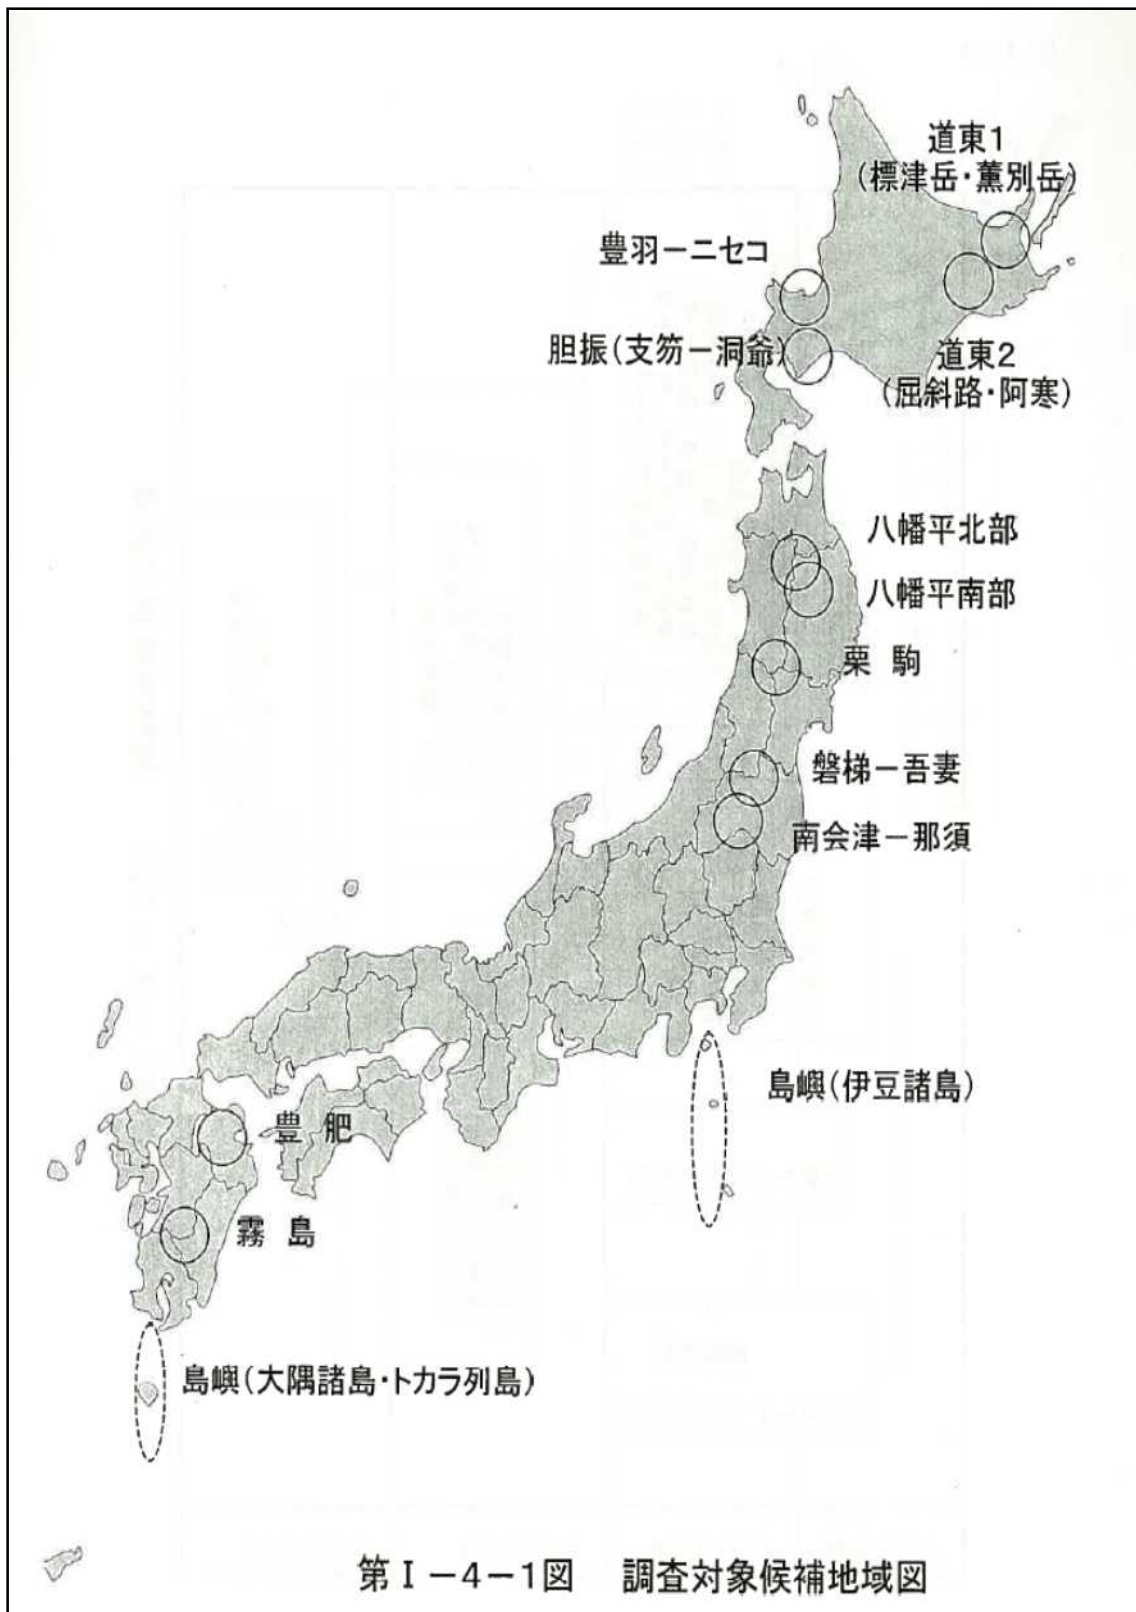 道東1
(標津岳・薫別岳)
豊羽－ニセコ
胆振(支笏－洞爺)
道東2
(屈斜路・阿寒)
八幡平北部
八幡平南部
栗 駒
磐梯－吾妻
南会津－那須
島嶼(伊豆諸島)
豊 肥
霧 島
島嶼(大隅諸島・トカラ列島)
第Ⅰ－4－1図　調査対象候補地域図